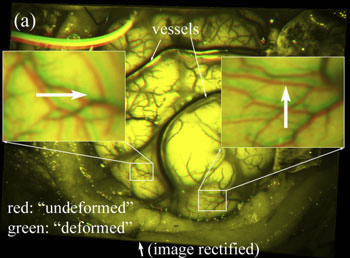 (a)
vessels
red: “undeformed”
green: “deformed”
(image rectified)